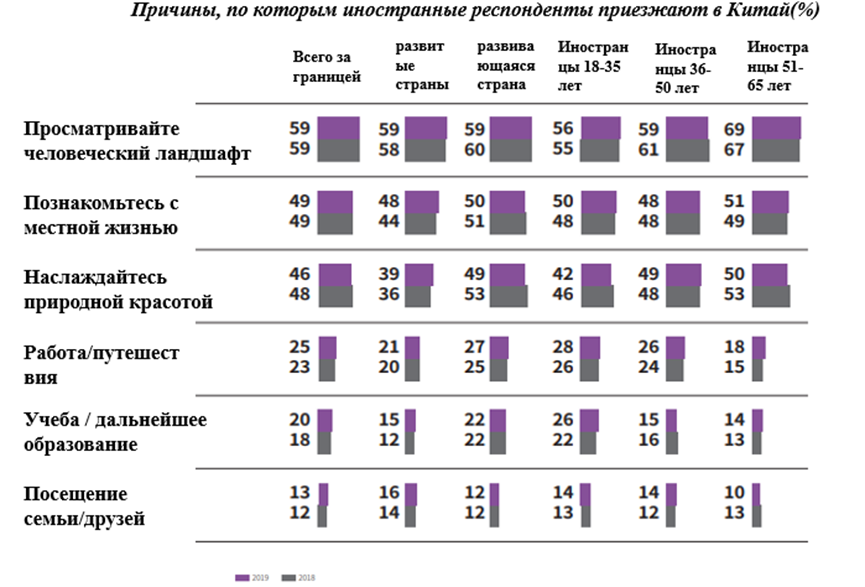 Причины, по которым иностранные респонденты приезжают в Китай(%)
Всего за границей
развит ые страны
развива ющаяся страна
Иностран цы 18-35 лет
Иностра нцы 36- 50 лет
Иностра нцы 51- 65 лет
Просматривайте человеческий ландшафт
59 59 59 56 59 69
59 58 60 55 61 67
Познакомьтесь с местной жизнью
49 48 50 50 48 51
49 44 51 48 48 49
Наслаждайтесь природной красотой
46 39 49 42 49 50
48 36 53 46 48 53
Работа/путешест вия
25 21 27 28 26 18
23 20 25 26 24 15
Учеба / дальнейшее образование
20 15 22 26 15 14
18 12 22 22 16 13
Посещение семьи/друзей
13 16 12 14 14 10
12 14 12 13 12 13
2019 2018